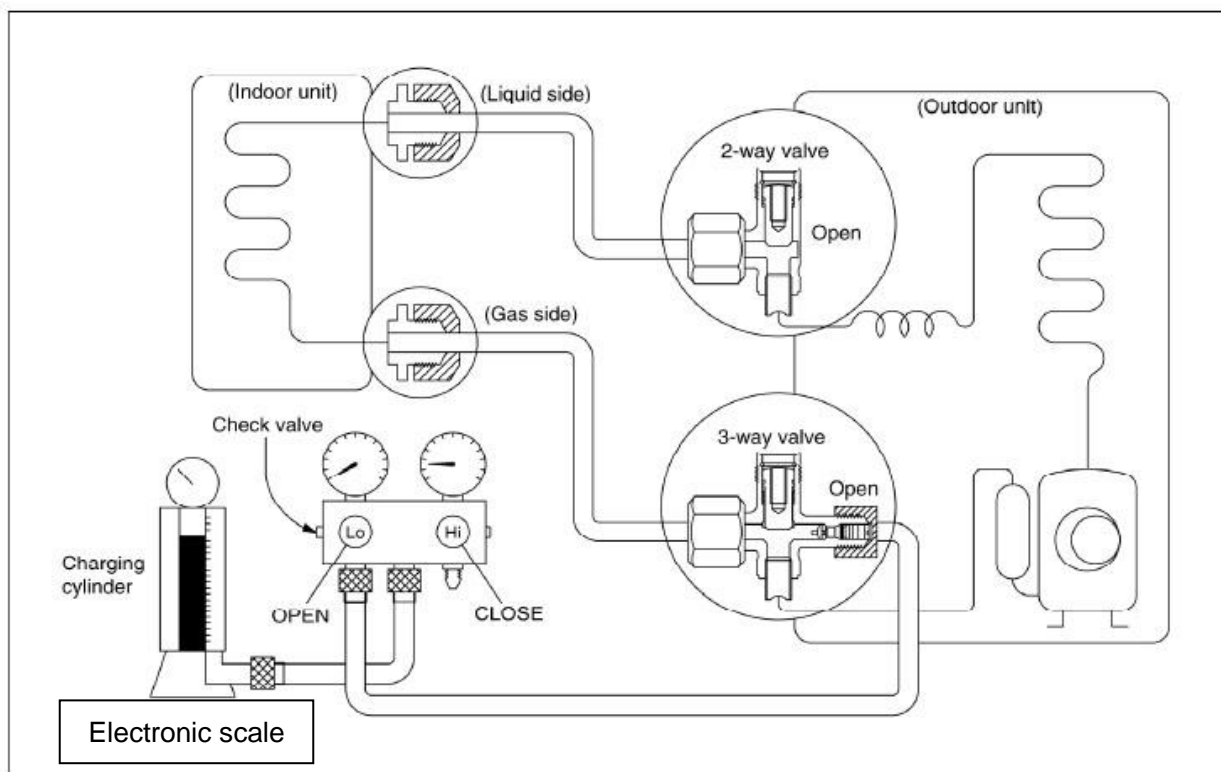 (Indoor unit)
(Liquid side)
(Outdoor unit)
2-way valve
Open
(Gas side)
Check valve
3-way valve
Open
Lo
Hi
Charging
cylinder
OPEN
CLOSE
Electronic scale